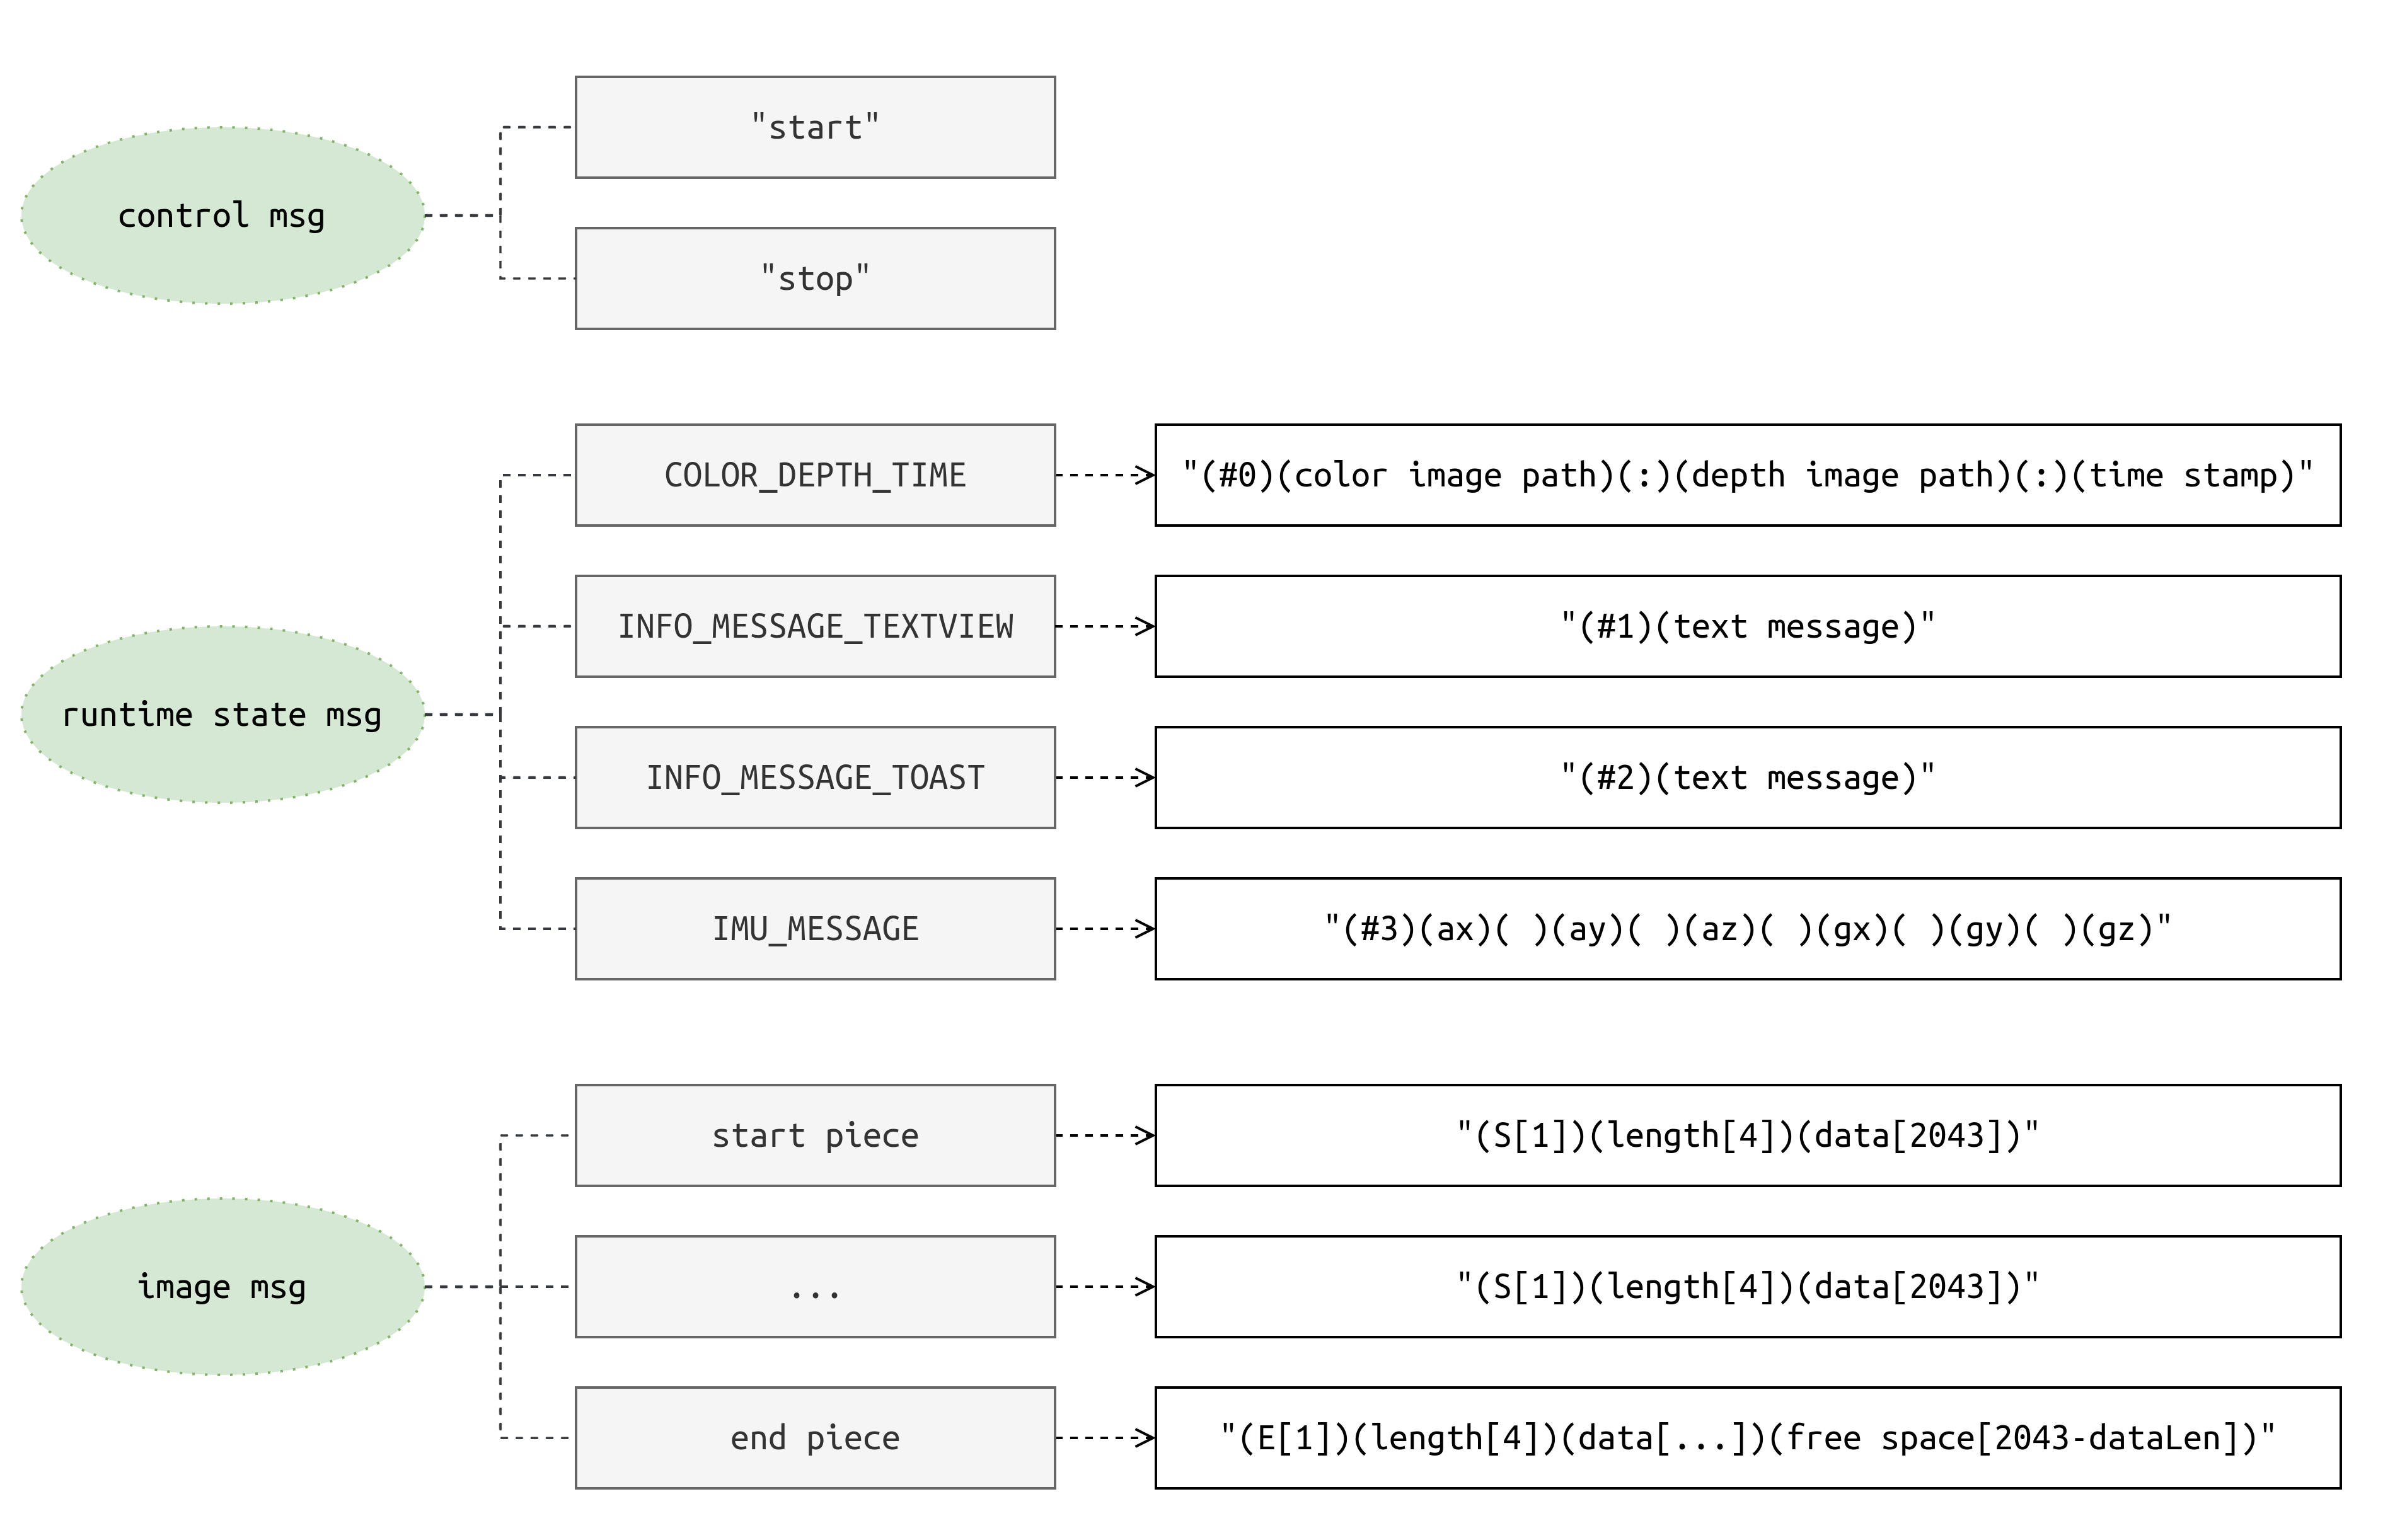 "start"
control msg
"stop"
COLOR_DEPTH_TIME
"(#0)(color image path)(:)(depth image path)(:)(time stamp)"
INFO_MESSAGE_TEXTVIEW
"(#1)(text message)"
runtime state msg
INFO_MESSAGE_TOAST
"(#2)(text message)"
IMU_MESSAGE
"(#3)(ax)( )(ay)( )(az)( )(gx)( )(gy)( )(gz)"
start piece
"(S[1])(length[4])(data[2043])"
image msg
...
"(S[1])(length[4])(data[2043])"
end piece
"(E[1])(length[4])(data[...])(free space[2043-dataLen])"